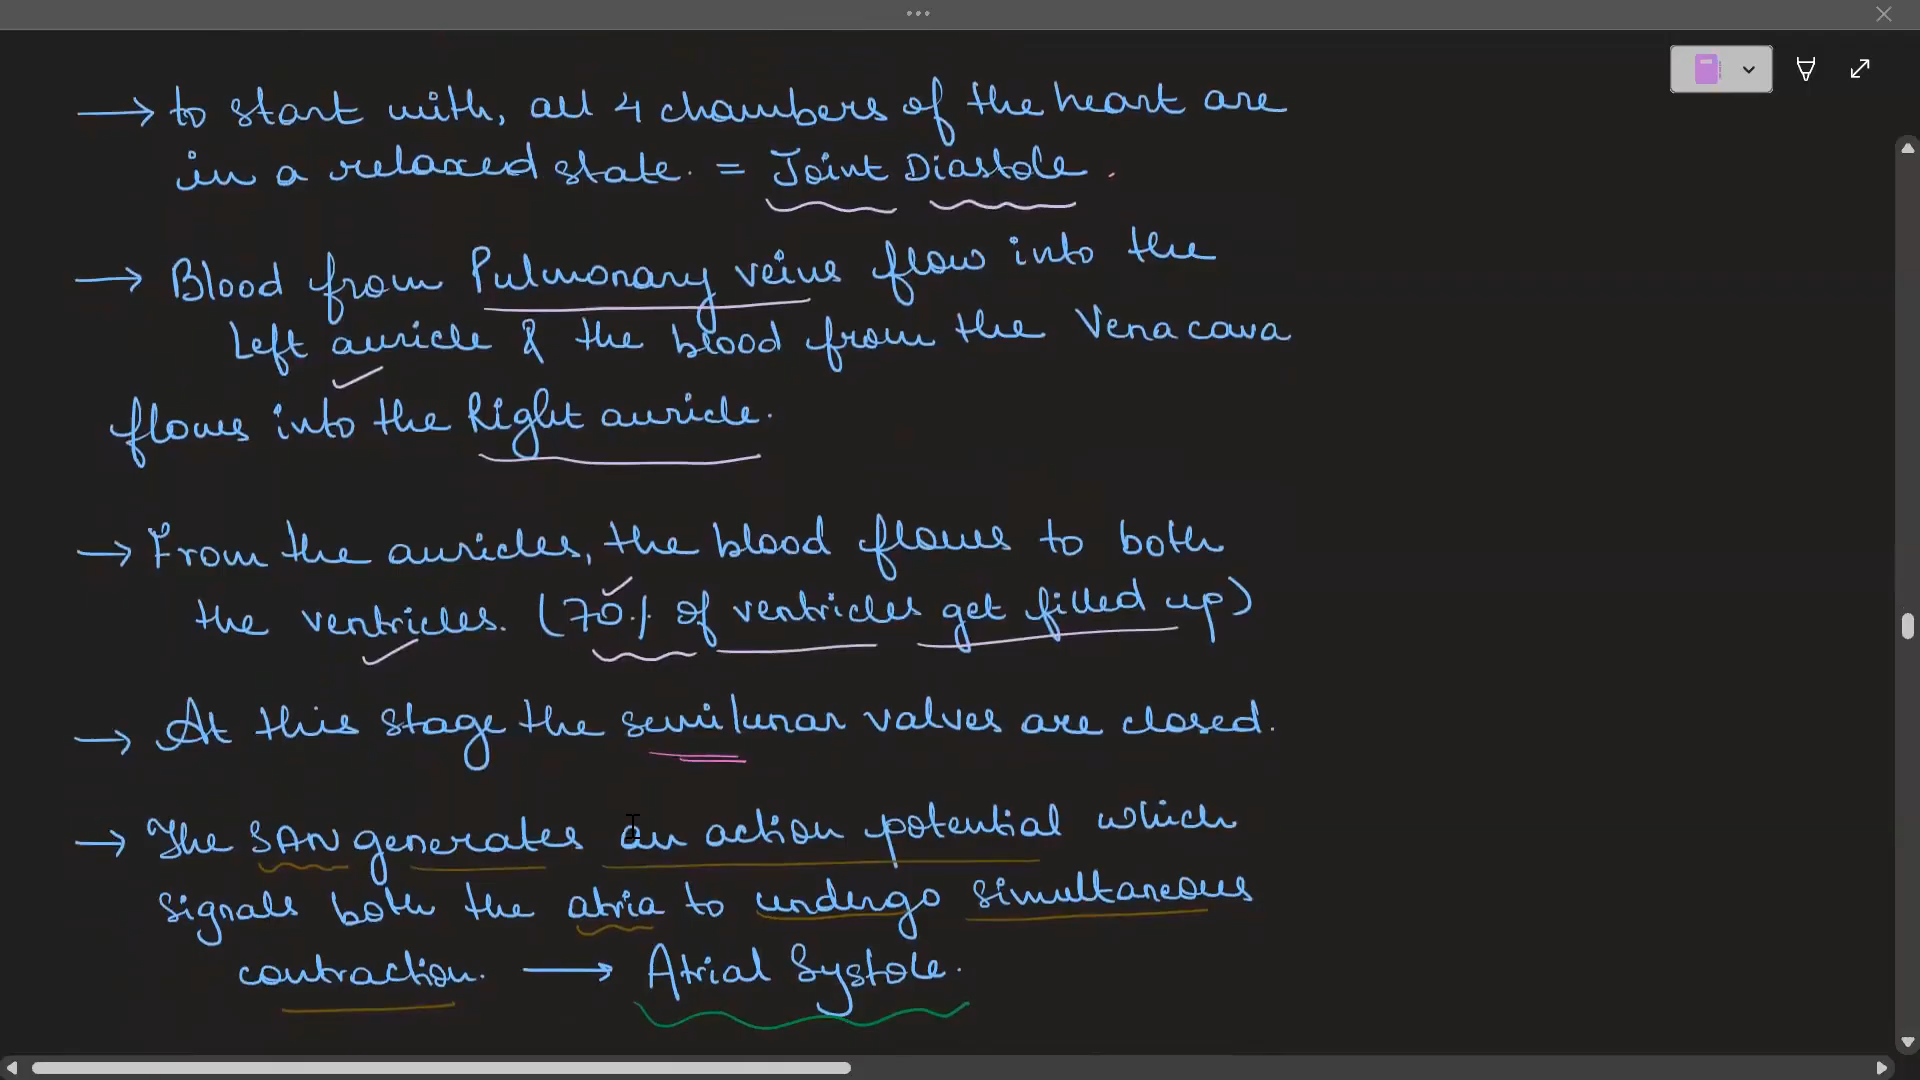 → to start with, all 4 chambers of the heart are
in a relaxed state. = Joint Diastole.
→ Blood from Pulmonary veins flow into the
Left auricle & the blood from the Vena cava
flows into the Right auricle.
→ From the auricles, the blood flows to both
the ventricles. (70% of ventricles get filled up)
→ At this stage the semilunar valves are closed.
→ The SAN generates an action potential which
signals both the atria to undergo simultaneous
contraction. → Atrial Systole.